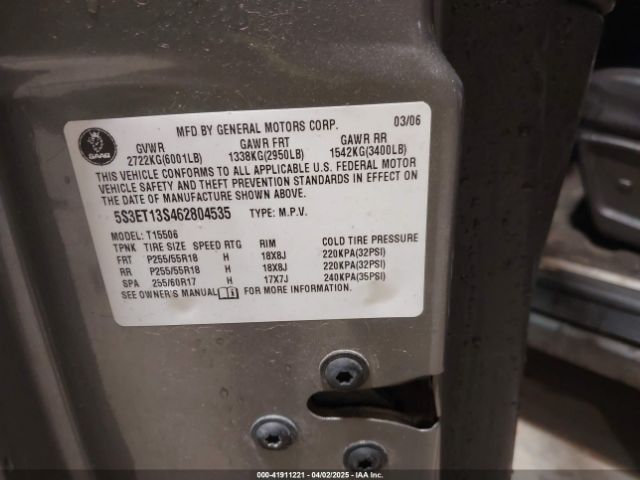 MFD BY GENERAL MOTORS CORP. 03/06
SAAB
GVWR GAWR FRT GAWR RR
2722KG(6001LB) 1338KG(2950LB) 1542KG(3400LB)
THIS VEHICLE CONFORMS TO ALL APPLICABLE U.S. FEDERAL MOTOR
VEHICLE SAFETY AND THEFT PREVENTION STANDARDS IN EFFECT ON
THE DATE OF MANUFACTURE SHOWN ABOVE.
5S3ET13S462804535 TYPE: M.P.V.
MODEL: T15506
TPNK TIRE SIZE SPEED RTG RIM COLD TIRE PRESSURE
FRT P255/55R18 H 18X8J 220KPA(32PSI)
RR P255/55R18 H 18X8J 220KPA(32PSI)
SPA 255/60R17 H 17X7J 240KPA(35PSI)
SEE OWNER'S MANUAL FOR MORE INFORMATION.
000-41911221 | 04/02/2025 | IAA Inc.